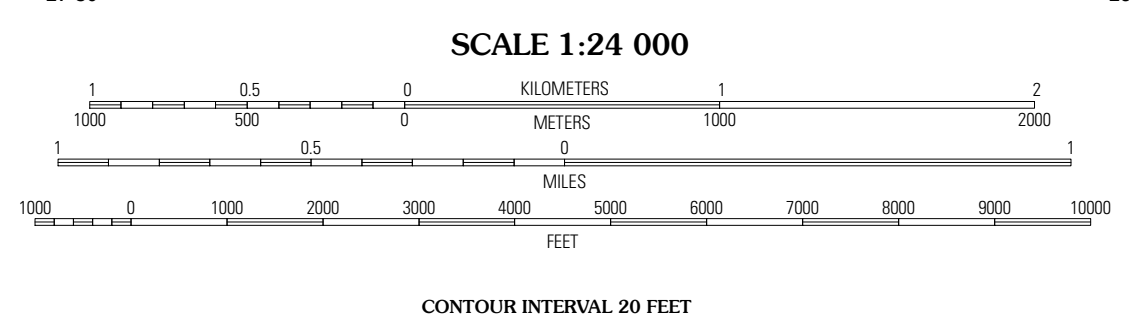 SCALE 1:24 000
1 0.5 0 KILOMETERS 1 2
1000 500 0 METERS 1000 2000
1 0.5 0 1
MILES
1000 0 1000 2000 3000 4000 5000 6000 7000 8000 9000 10000
FEET
CONTOUR INTERVAL 20 FEET